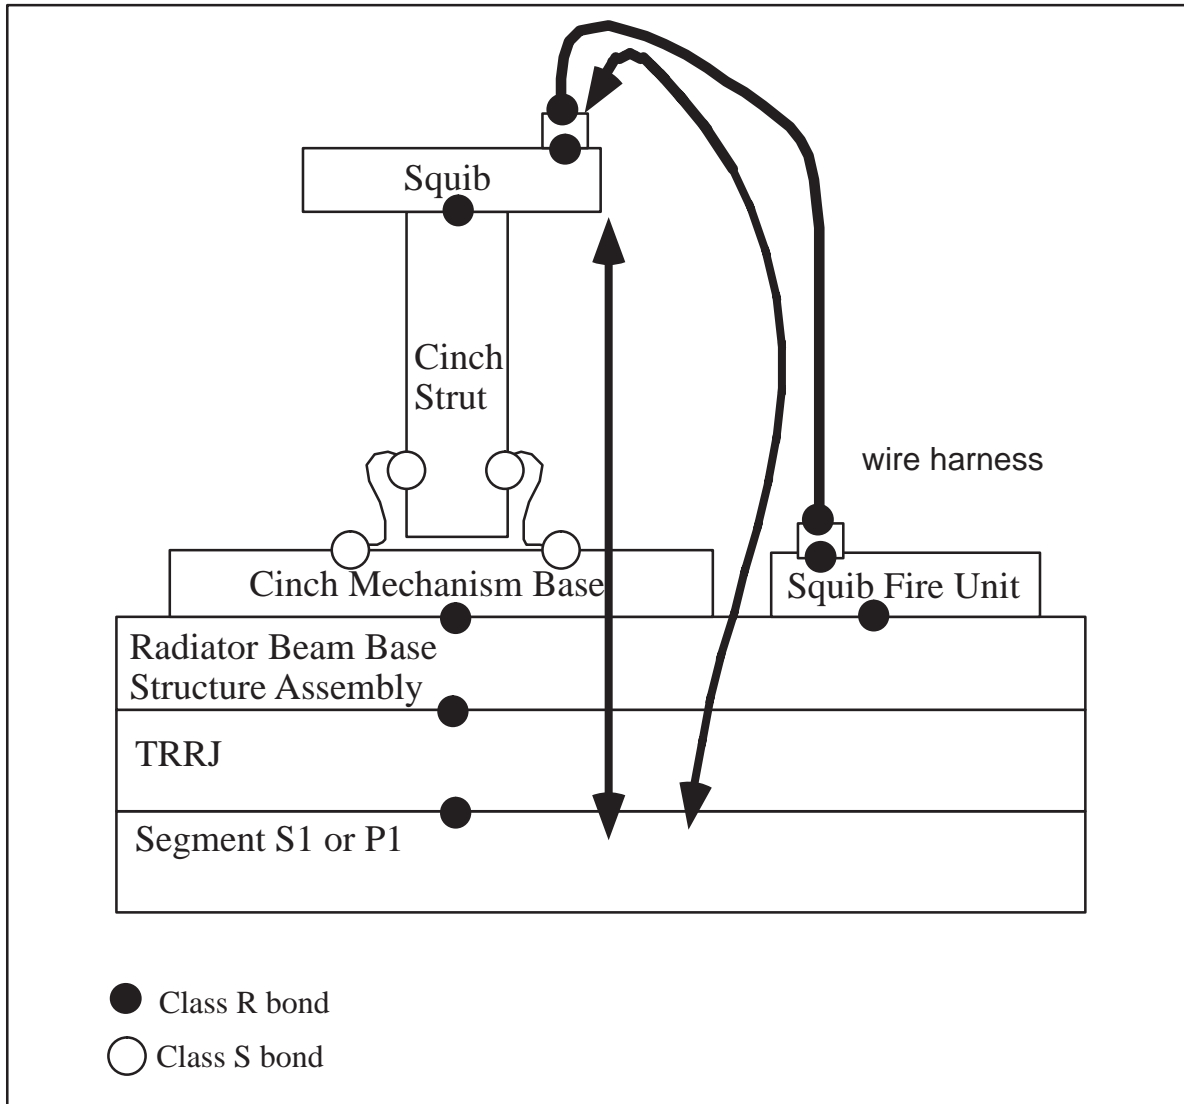 Squib
Cinch
Strut
wire harness
Cinch Mechanism Base
Squib Fire Unit
Radiator Beam Base
Structure Assembly
TRRJ
Segment S1 or P1
Class R bond
Class S bond